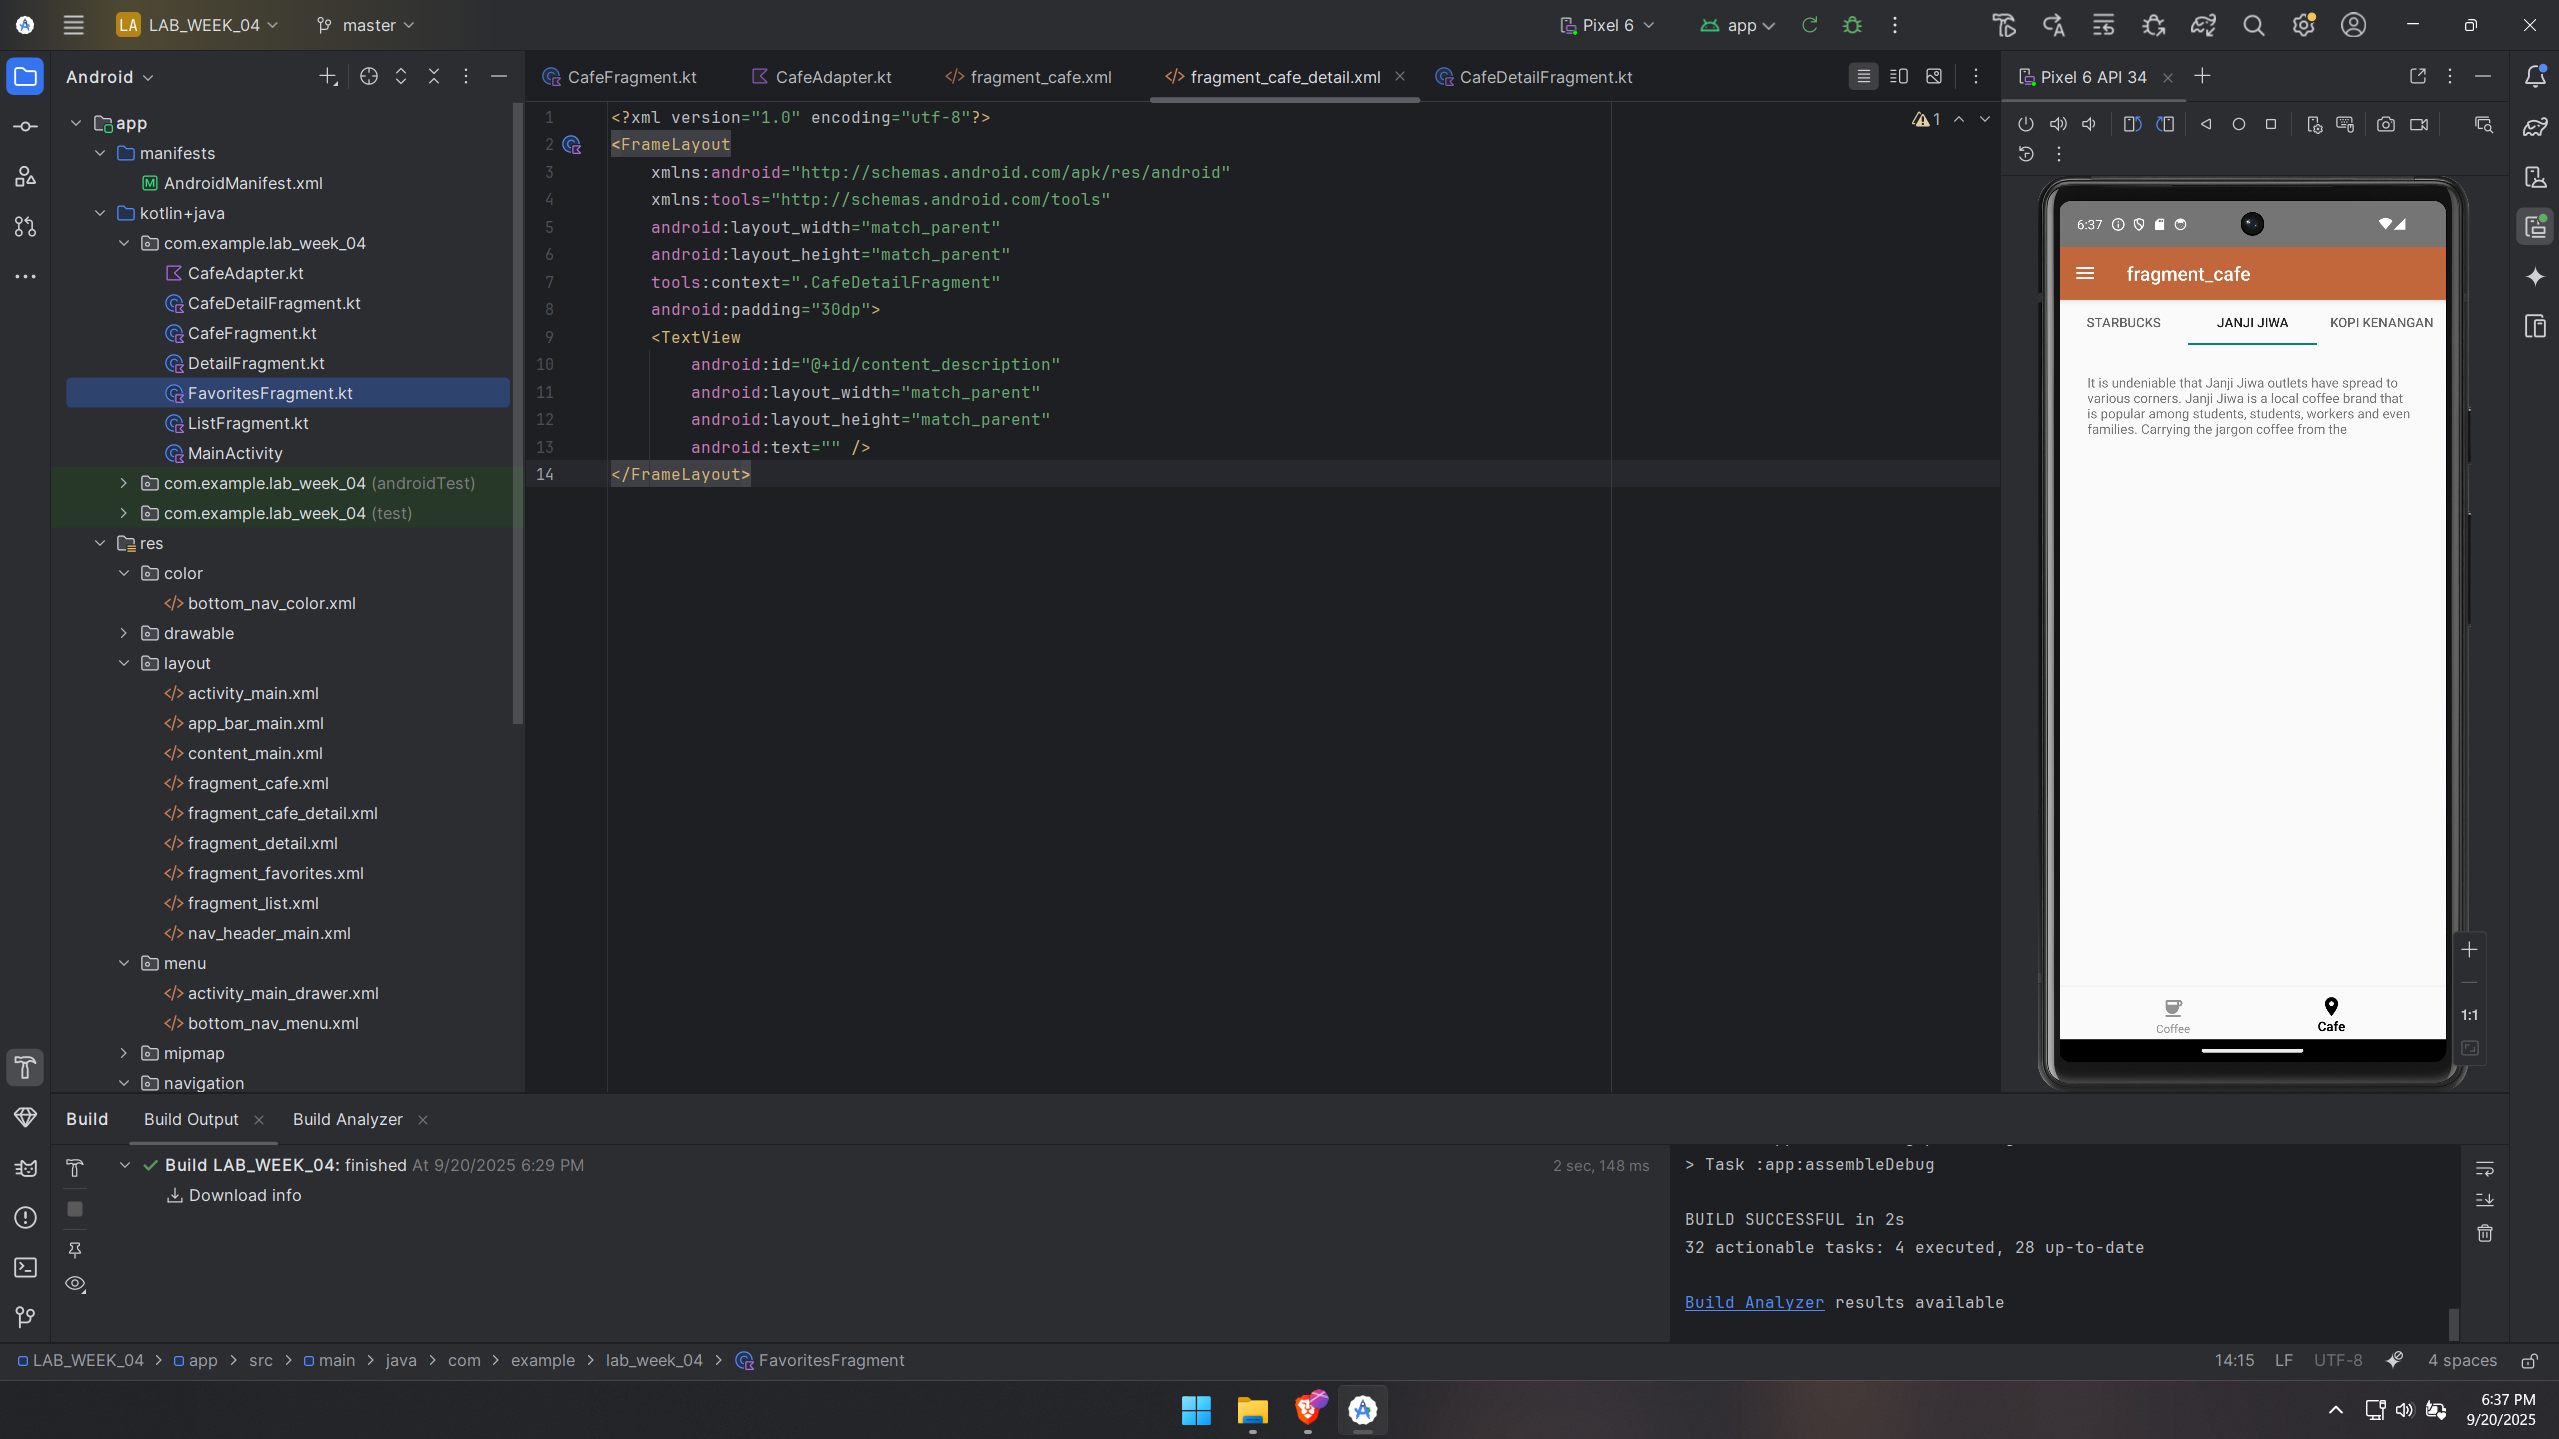 LA LAB_WEEK_04 master Pixel 6 app
Android
CafeFragment.kt CafeAdapter.kt fragment_cafe.xml fragment_cafe_detail.xml CafeDetailFragment.kt
Pixel 6 API 34
app
manifests
AndroidManifest.xml
kotlin+java
com.example.lab_week_04
CafeAdapter.kt
CafeDetailFragment.kt
CafeFragment.kt
DetailFragment.kt
FavoritesFragment.kt
ListFragment.kt
MainActivity
com.example.lab_week_04 (androidTest)
com.example.lab_week_04 (test)
res
color
bottom_nav_color.xml
drawable
layout
activity_main.xml
app_bar_main.xml
content_main.xml
fragment_cafe.xml
fragment_cafe_detail.xml
fragment_detail.xml
fragment_favorites.xml
fragment_list.xml
nav_header_main.xml
menu
activity_main_drawer.xml
bottom_nav_menu.xml
mipmap
navigation
1 <?xml version="1.0" encoding="utf-8"?>
2 <FrameLayout
3 xmlns:android="http://schemas.android.com/apk/res/android"
4 xmlns:tools="http://schemas.android.com/tools"
5 android:layout_width="match_parent"
6 android:layout_height="match_parent"
7 tools:context=".CafeDetailFragment"
8 android:padding="30dp">
9 <TextView
10 android:id="@+id/content_description"
11 android:layout_width="match_parent"
12 android:layout_height="match_parent"
13 android:text="" />
14 </FrameLayout>
1
6:37
fragment_cafe
STARBUCKS JANJI JIWA KOPI KENANGAN
It is undeniable that Janji Jiwa outlets have spread to
various corners. Janji Jiwa is a local coffee brand that
is popular among students, students, workers and even
families. Carrying the jargon coffee from the
Coffee Cafe
1:1
Build Build Output Build Analyzer
Build LAB_WEEK_04: finished At 9/20/2025 6:29 PM 2 sec, 148 ms
Download info
> Task :app:assembleDebug
BUILD SUCCESSFUL in 2s
32 actionable tasks: 4 executed, 28 up-to-date
Build Analyzer results available
LAB_WEEK_04 > app > src > main > java > com > example > lab_week_04 > FavoritesFragment
14:15 LF UTF-8 4 spaces
6:37 PM
9/20/2025